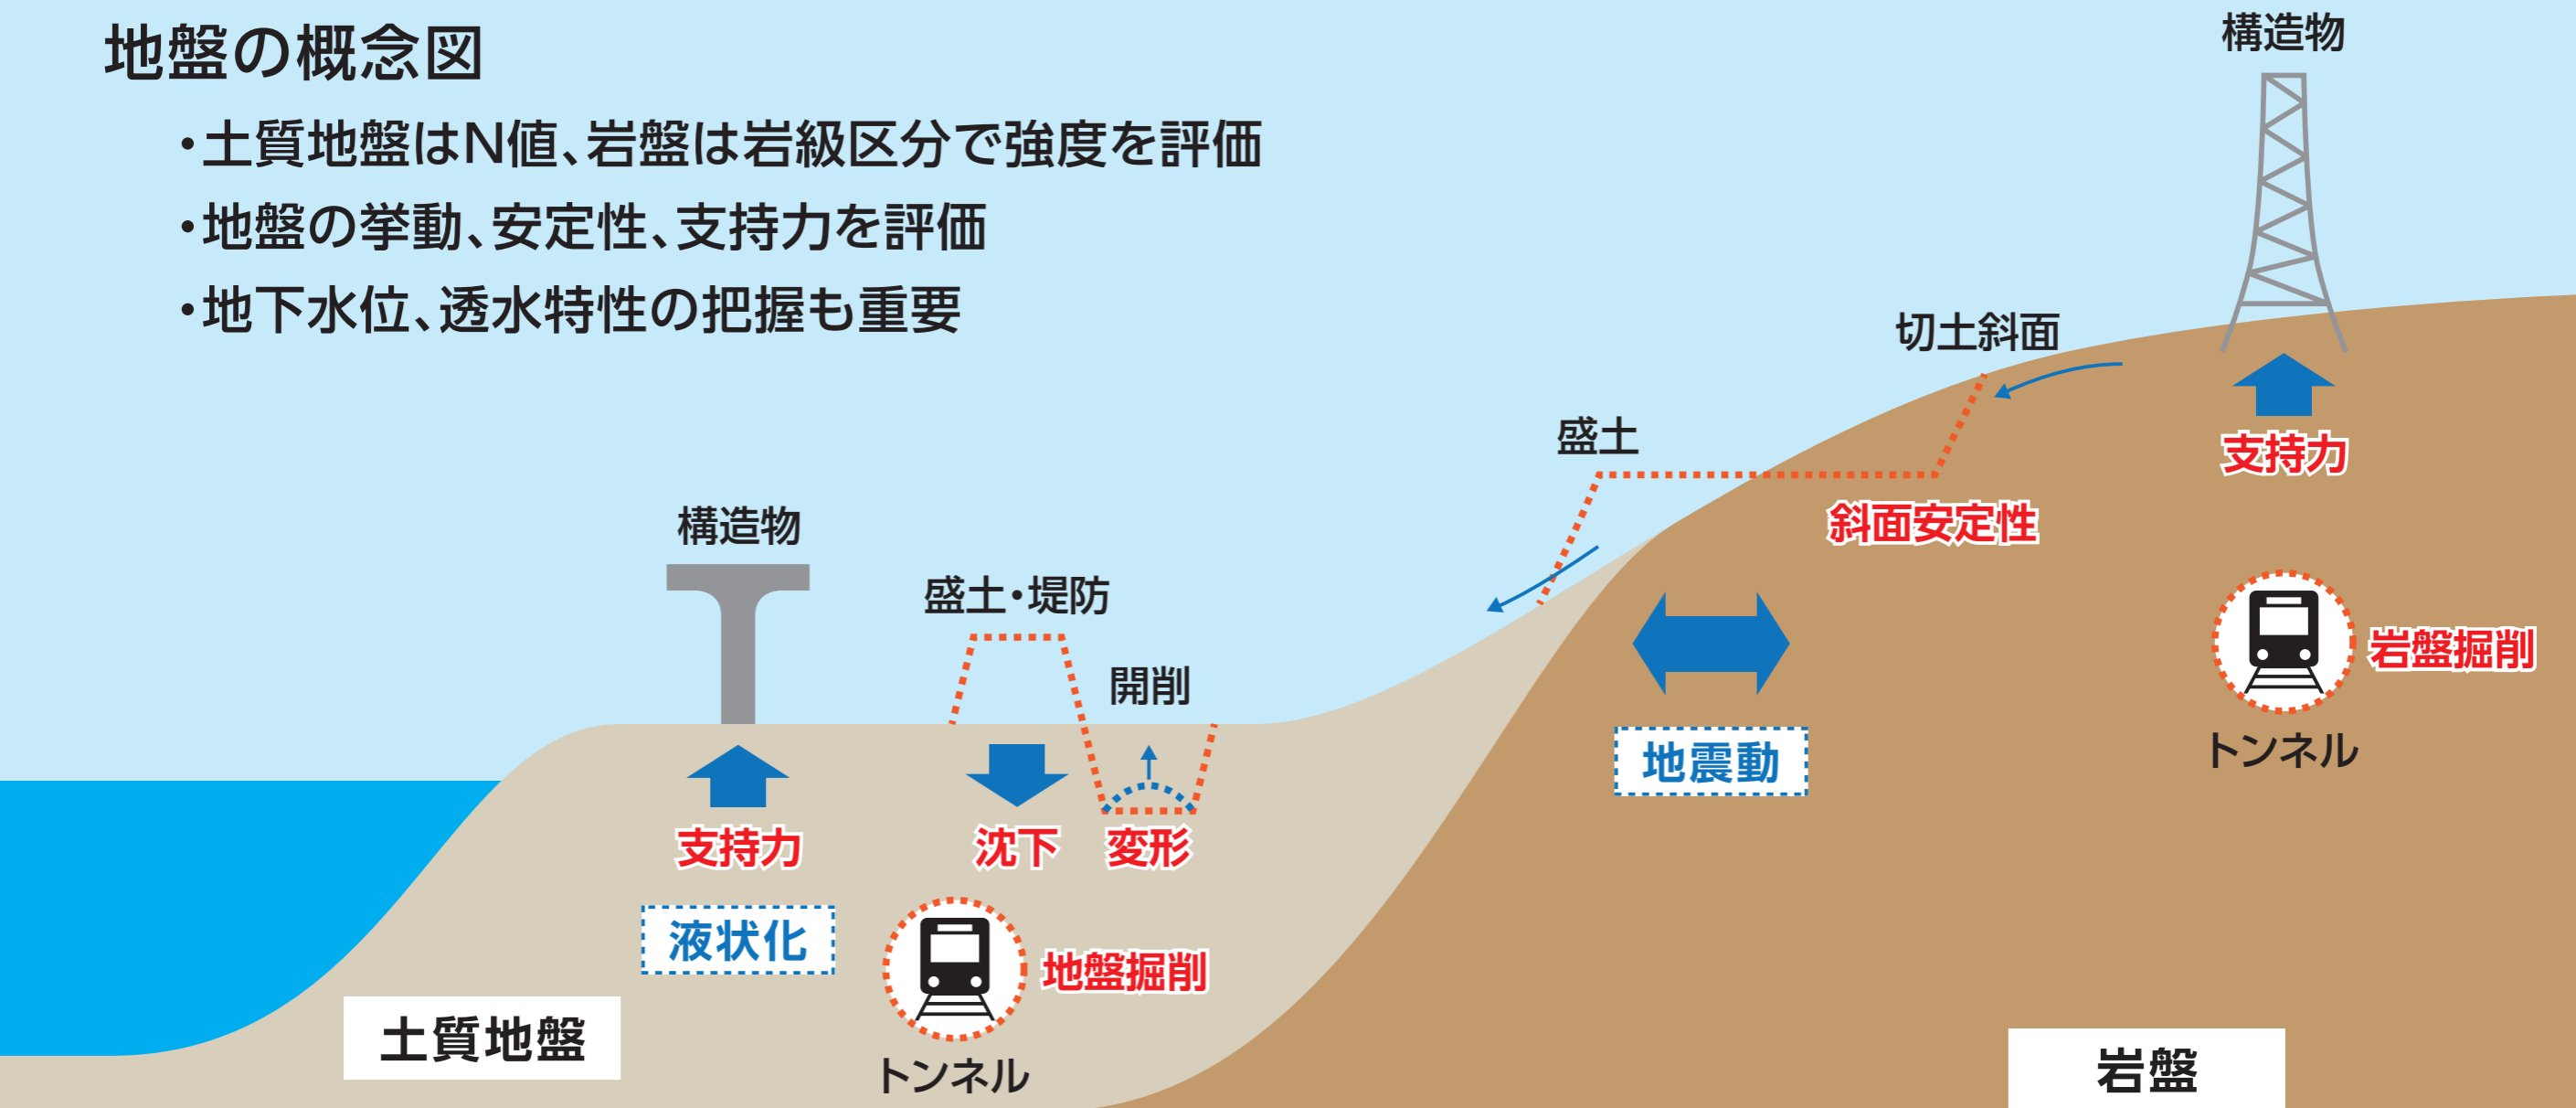 地盤の概念図
・土質地盤はN値、岩盤は岩級区分で強度を評価
・地盤の挙動、安定性、支持力を評価
・地下水位、透水特性の把握も重要
構造物
切土斜面
支持力
盛土
斜面安定性
構造物
盛土・堤防
開削
岩盤掘削
トンネル
地震動
支持力
沈下
変形
液状化
地盤掘削
トンネル
土質地盤
岩盤